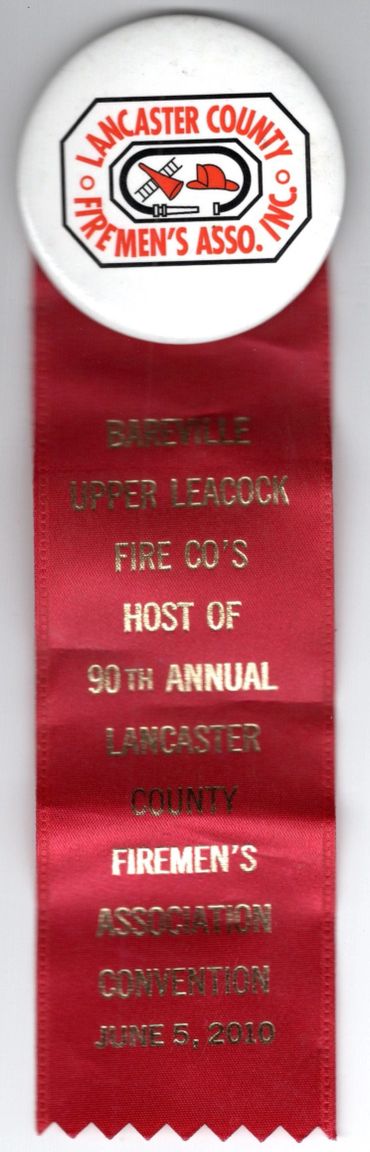 LANCASTER COUNTY
FIREMEN'S ASSO. INC.
BAREVILLE
UPPER LEACOCK
FIRE CO'S
HOST OF
90TH ANNUAL
LANCASTER
COUNTY
FIREMEN'S
ASSOCIATION
CONVENTION
JUNE 5, 2010